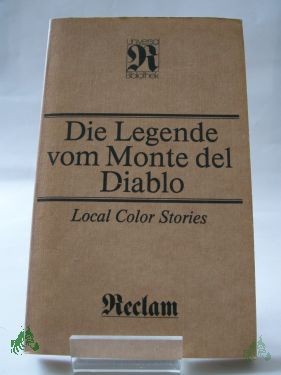 Universal
R
Bibliothek
Die Legende
vom Monte del
Diablo
Local Color Stories
Reclam